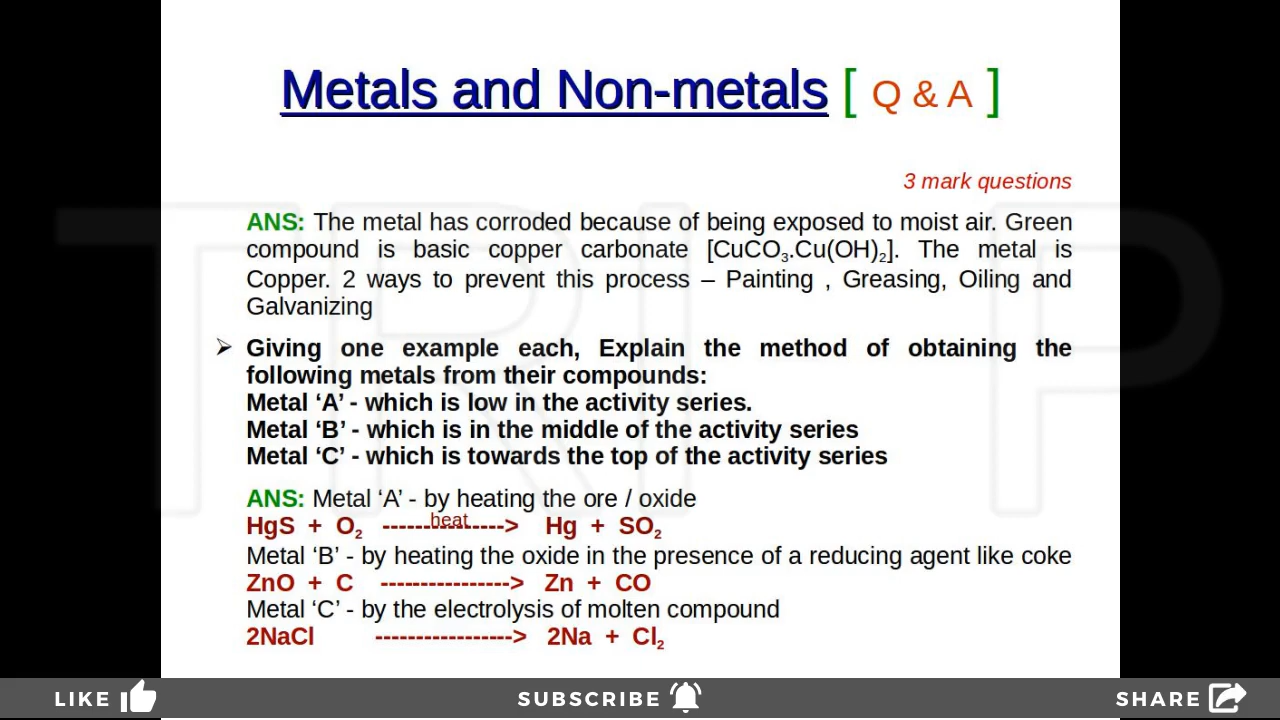 Metals and Non-metals [ Q & A ]
3 mark questions
ANS: The metal has corroded because of being exposed to moist air. Green
compound is basic copper carbonate [CuCO₃.Cu(OH)₂]. The metal is
Copper. 2 ways to prevent this process – Painting , Greasing, Oiling and
Galvanizing
➢ Giving one example each, Explain the method of obtaining the
following metals from their compounds:
Metal ‘A’ - which is low in the activity series.
Metal ‘B’ - which is in the middle of the activity series
Metal ‘C’ - which is towards the top of the activity series
ANS: Metal ‘A’ - by heating the ore / oxide
heat
HgS + O₂ ---------------> Hg + SO₂
Metal ‘B’ - by heating the oxide in the presence of a reducing agent like coke
ZnO + C ----------------> Zn + CO
Metal ‘C’ - by the electrolysis of molten compound
2NaCl -----------------> 2Na + Cl₂
LIKE SUBSCRIBE SHARE